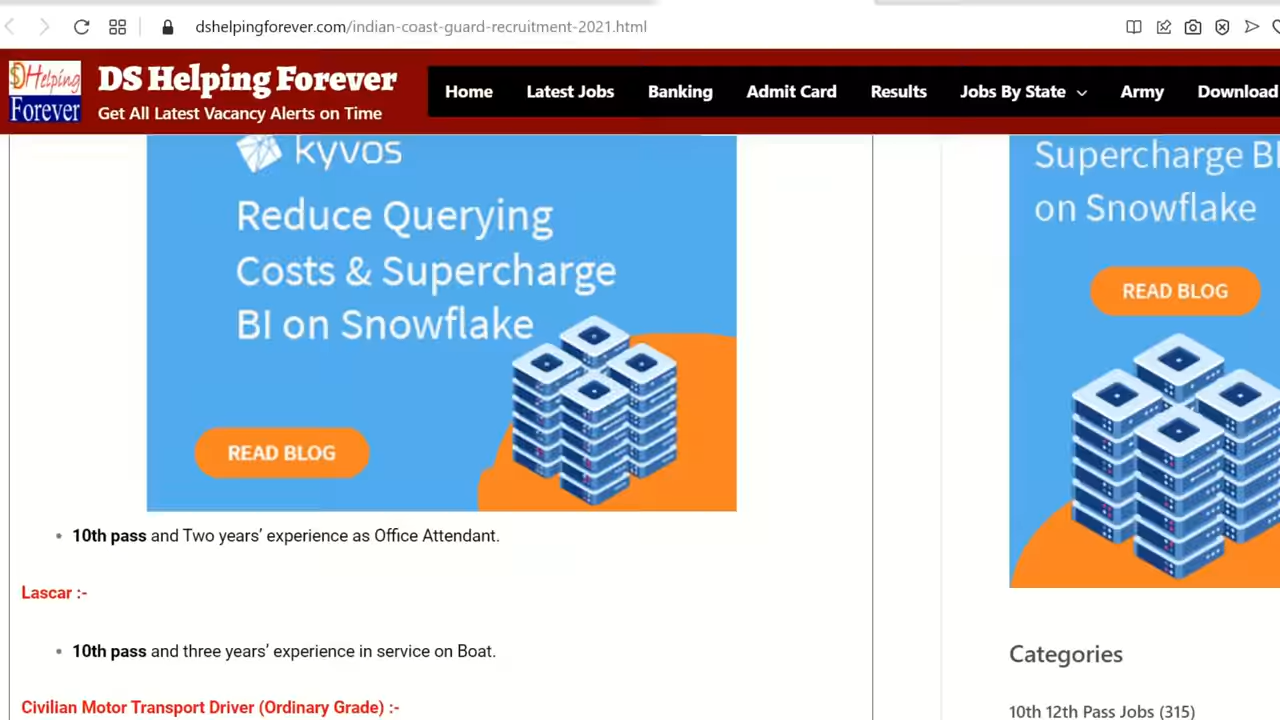 dshelpingforever.com/indian-coast-guard-recruitment-2021.html
DHelping
Forever
DS Helping Forever
Get All Latest Vacancy Alerts on Time
Home
Latest Jobs
Banking
Admit Card
Results
Jobs By State
Army
Download
kyvos
Reduce Querying
Costs & Supercharge
BI on Snowflake
READ BLOG
Supercharge BI
on Snowflake
READ BLOG
• 10th pass and Two years’ experience as Office Attendant.
Lascar :-
• 10th pass and three years’ experience in service on Boat.
Civilian Motor Transport Driver (Ordinary Grade) :-
Categories
10th 12th Pass Jobs (315)